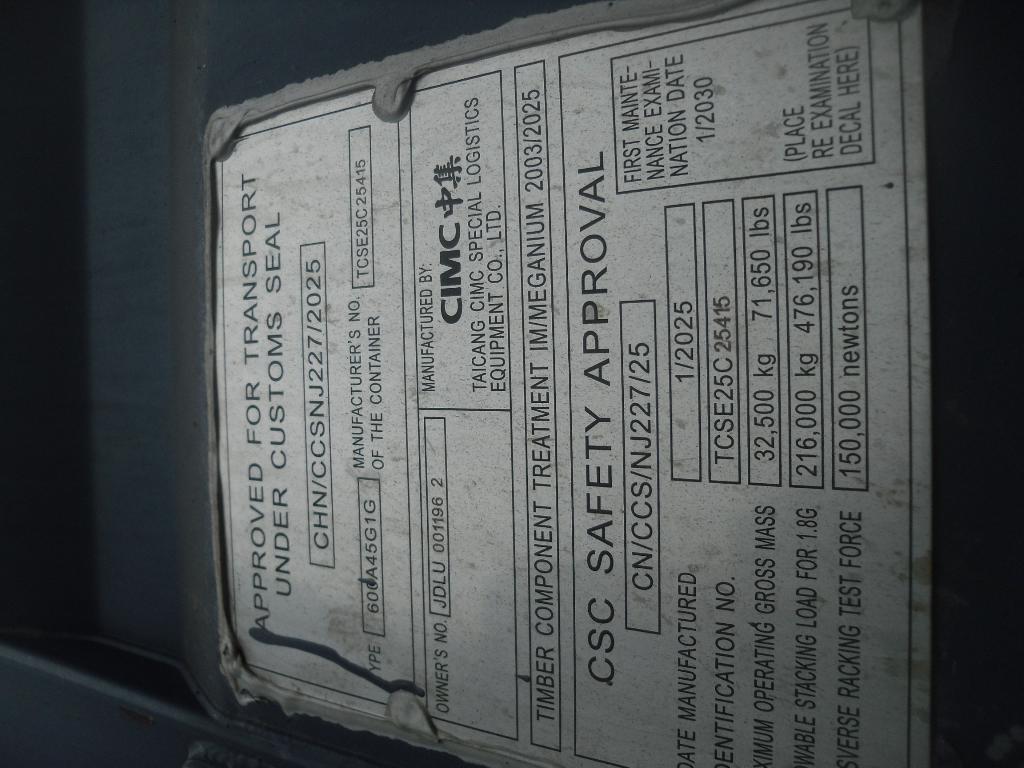 APPROVED FOR TRANSPORT
UNDER CUSTOMS SEAL
CHN/CCSNJ227/2025
YPE 606A45G1G MANUFACTURER'S NO. OF THE CONTAINER TCSE25C25415
OWNER'S NO. JDLU 001196 2
MANUFACTURED BY:
CIMC 中集
TAICANG CIMC SPECIAL LOGISTICS
EQUIPMENT CO., LTD.
TIMBER COMPONENT TREATMENT IM/MEGANIUM 2003/2025
CSC SAFETY APPROVAL
CN/CCS/NJ227/25
DATE MANUFACTURED 1/2025
DENTIFICATION NO. TCSE25C25415
XIMUM OPERATING GROSS MASS 32,500 kg 71,650 lbs
WABLE STACKING LOAD FOR 1.8G 216,000 kg 476,190 lbs
SVERSE RACKING TEST FORCE 150,000 newtons
FIRST MAINTE-
NANCE EXAMI-
NATION DATE
1/2030
(PLACE
RE EXAMINATION
DECAL HERE)